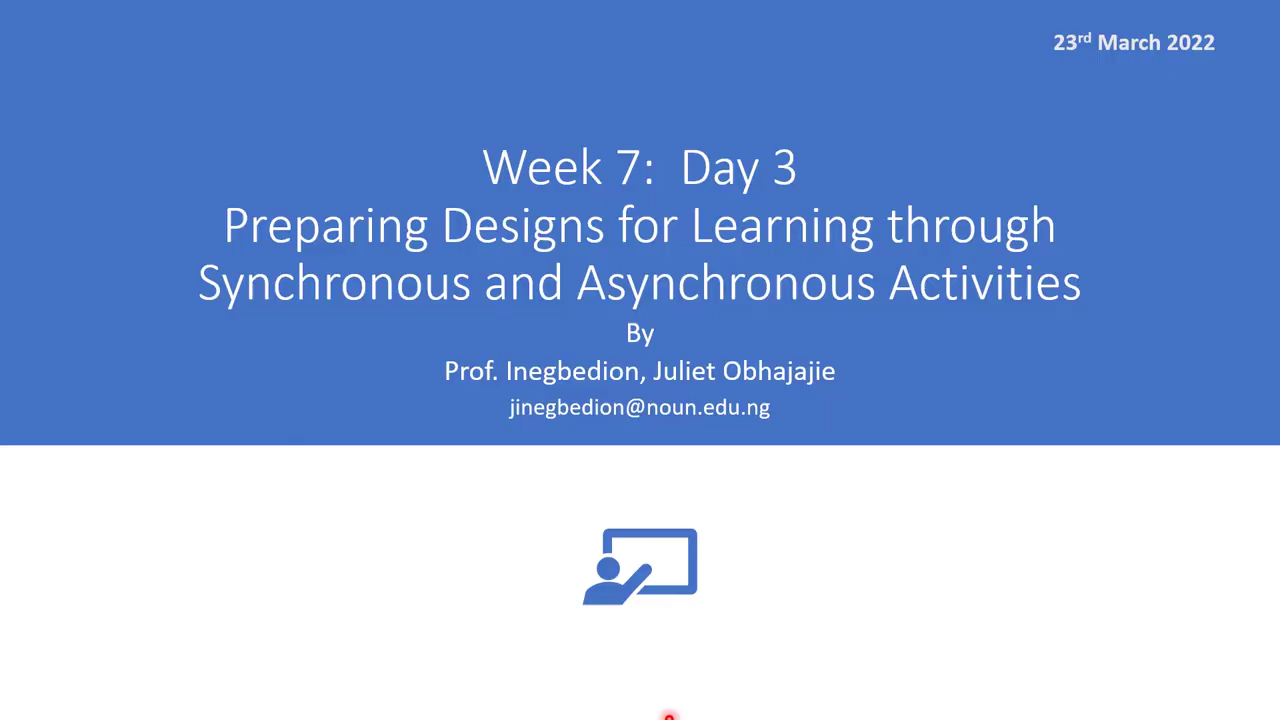 23rd March 2022
Week 7: Day 3
Preparing Designs for Learning through
Synchronous and Asynchronous Activities
By
Prof. Inegbedion, Juliet Obhajajie
jinegbedion@noun.edu.ng